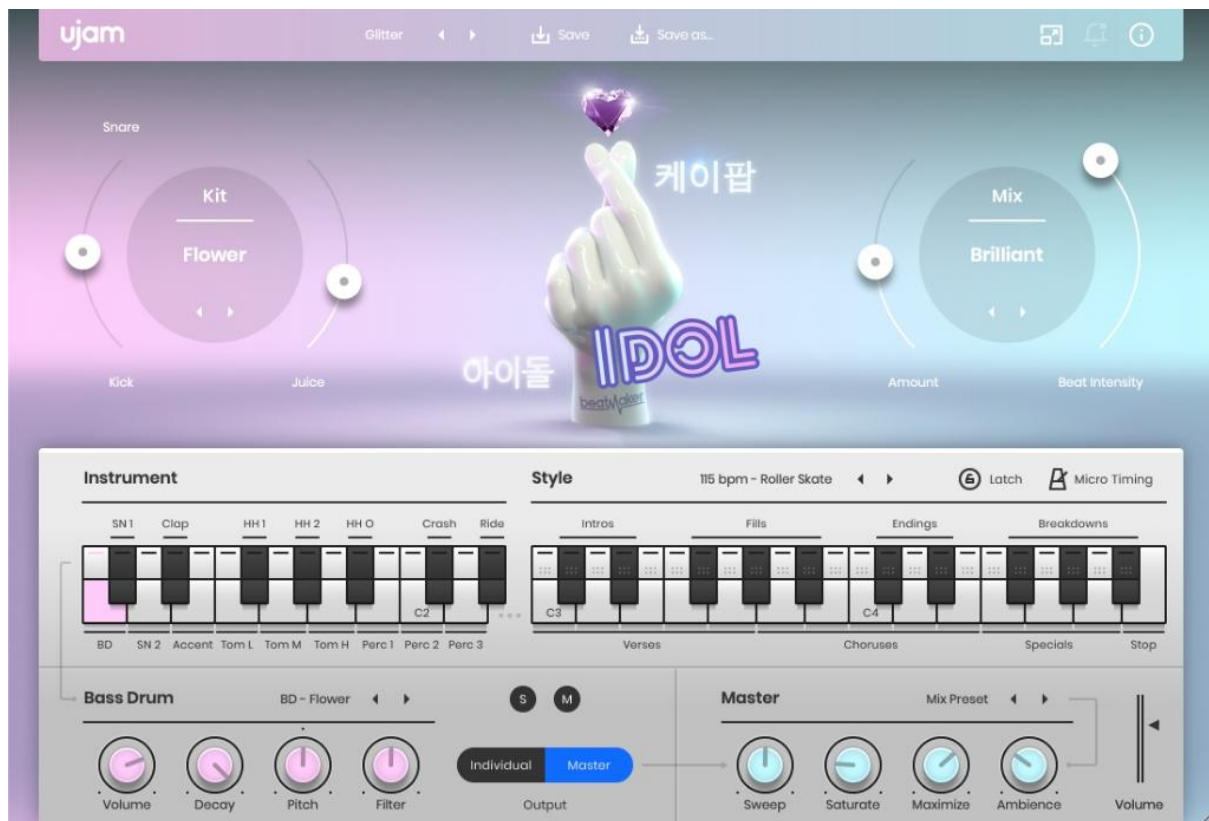 ujam
Glitter
Save
Save as...
Snare
Kit
Flower
Kick
Juice
케이팝
하이돌
IDOL
beatMaker
Mix
Brilliant
Amount
Beat Intensity
Instrument
Style
115 bpm - Roller Skate
Latch
Micro Timing
SN 1 Clap HH 1 HH 2 HH O Crash Ride
Intros Fills Endings Breakdowns
C2 C3 C4
BD SN 2 Accent Tom L Tom M Tom H Perc 1 Perc 2 Perc 3
Verses Choruses Specials Stop
Bass Drum
BD - Flower
S M
Master
Mix Preset
Individual Master
Volume Decay Pitch Filter
Output
Sweep Saturate Maximize Ambience Volume